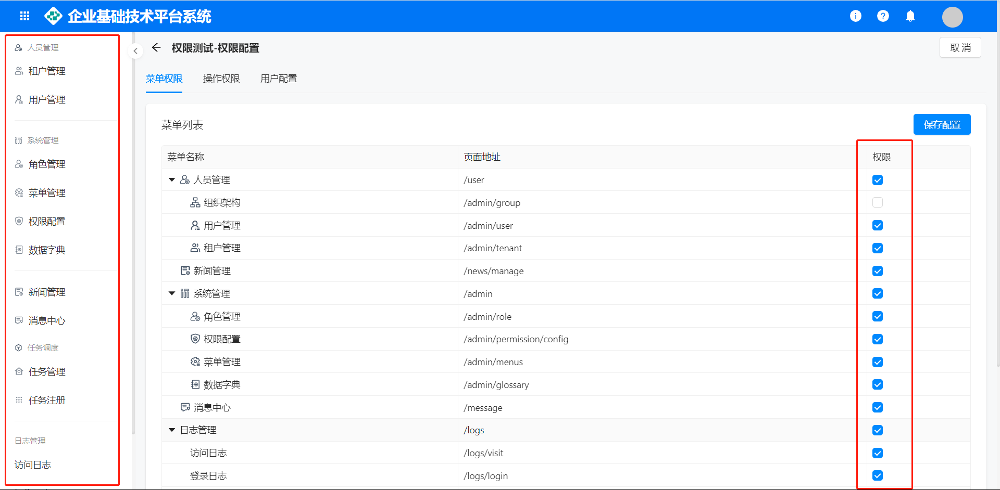 企业基础技术平台系统
人员管理
租户管理
用户管理
系统管理
角色管理
菜单管理
权限配置
数据字典
新闻管理
消息中心
任务调度
任务管理
任务注册
日志管理
访问日志
权限测试-权限配置
取 消
菜单权限 操作权限 用户配置
菜单列表
保存配置
菜单名称 页面地址 权限
人员管理 /user
组织架构 /admin/group
用户管理 /admin/user
租户管理 /admin/tenant
新闻管理 /news/manage
系统管理 /admin
角色管理 /admin/role
权限配置 /admin/permission/config
菜单管理 /admin/menus
数据字典 /admin/glossary
消息中心 /message
日志管理 /logs
访问日志 /logs/visit
登录日志 /logs/login